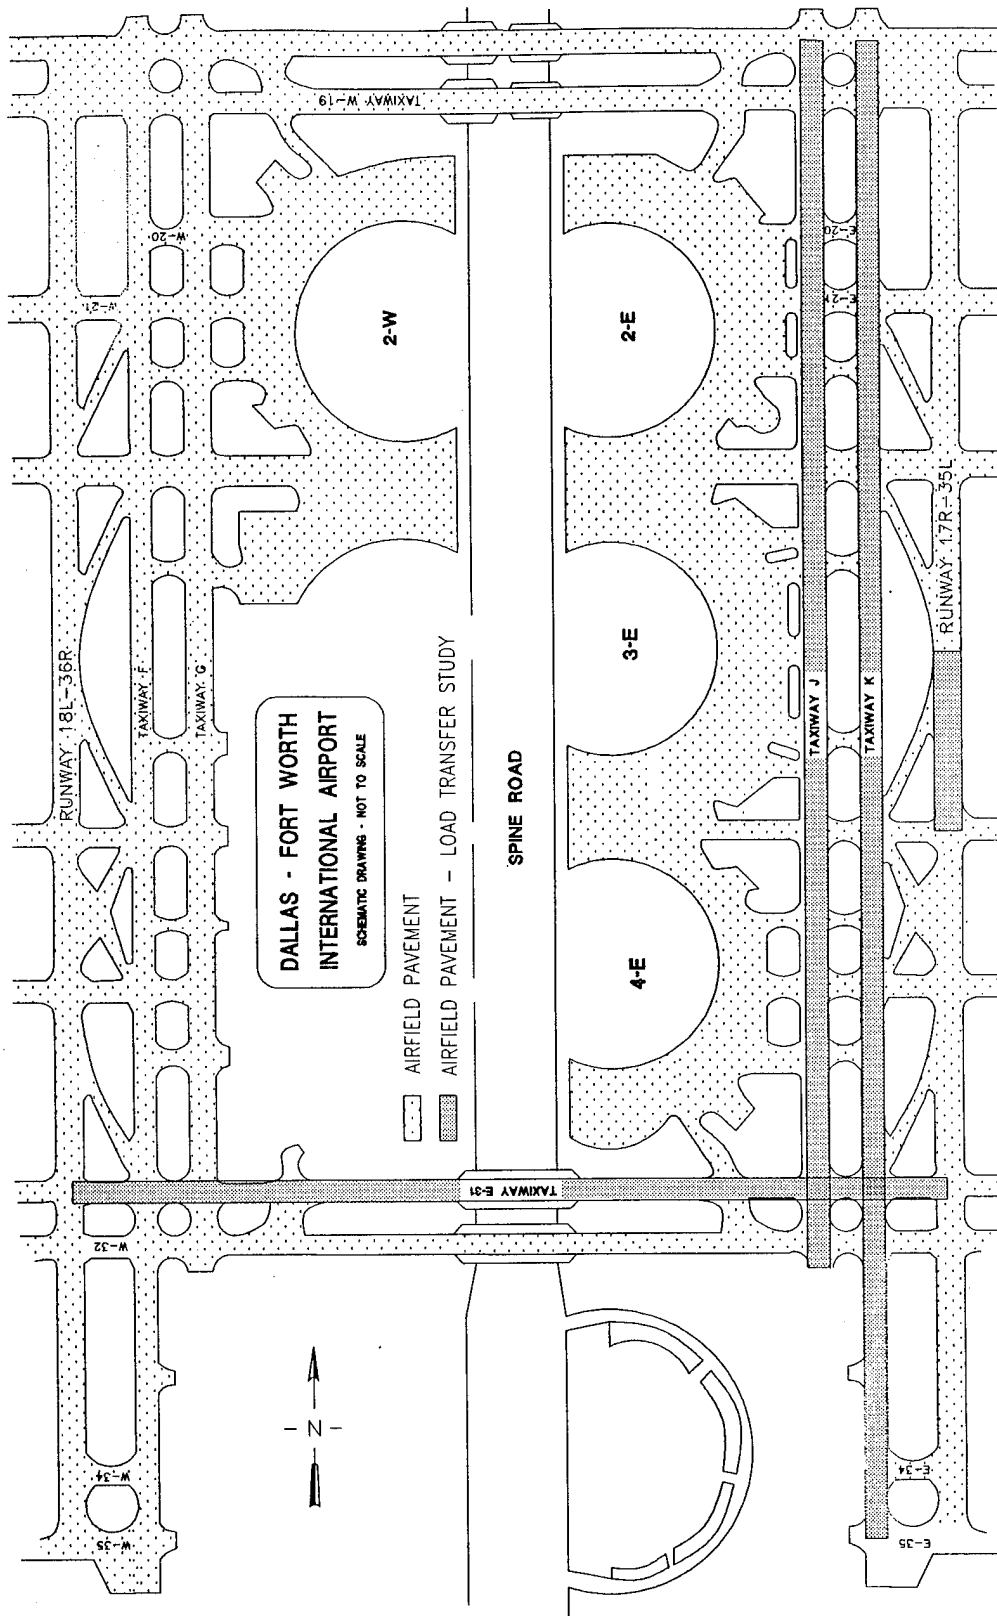 TAXIWAY W-19
W-20
W-21
E-20
E-21
2-W
2-E
RUNWAY 18L-36R
TAXIWAY F
TAXIWAY G
3-E
RUNWAY 17R-35L
TAXIWAY J
TAXIWAY K
DALLAS - FORT WORTH
INTERNATIONAL AIRPORT
SCHEMATIC DRAWING - NOT TO SCALE
AIRFIELD PAVEMENT
AIRFIELD PAVEMENT - LOAD TRANSFER STUDY
SPINE ROAD
4-E
TAXIWAY E-31
W-32
- N -
W-34
W-35
E-34
E-35